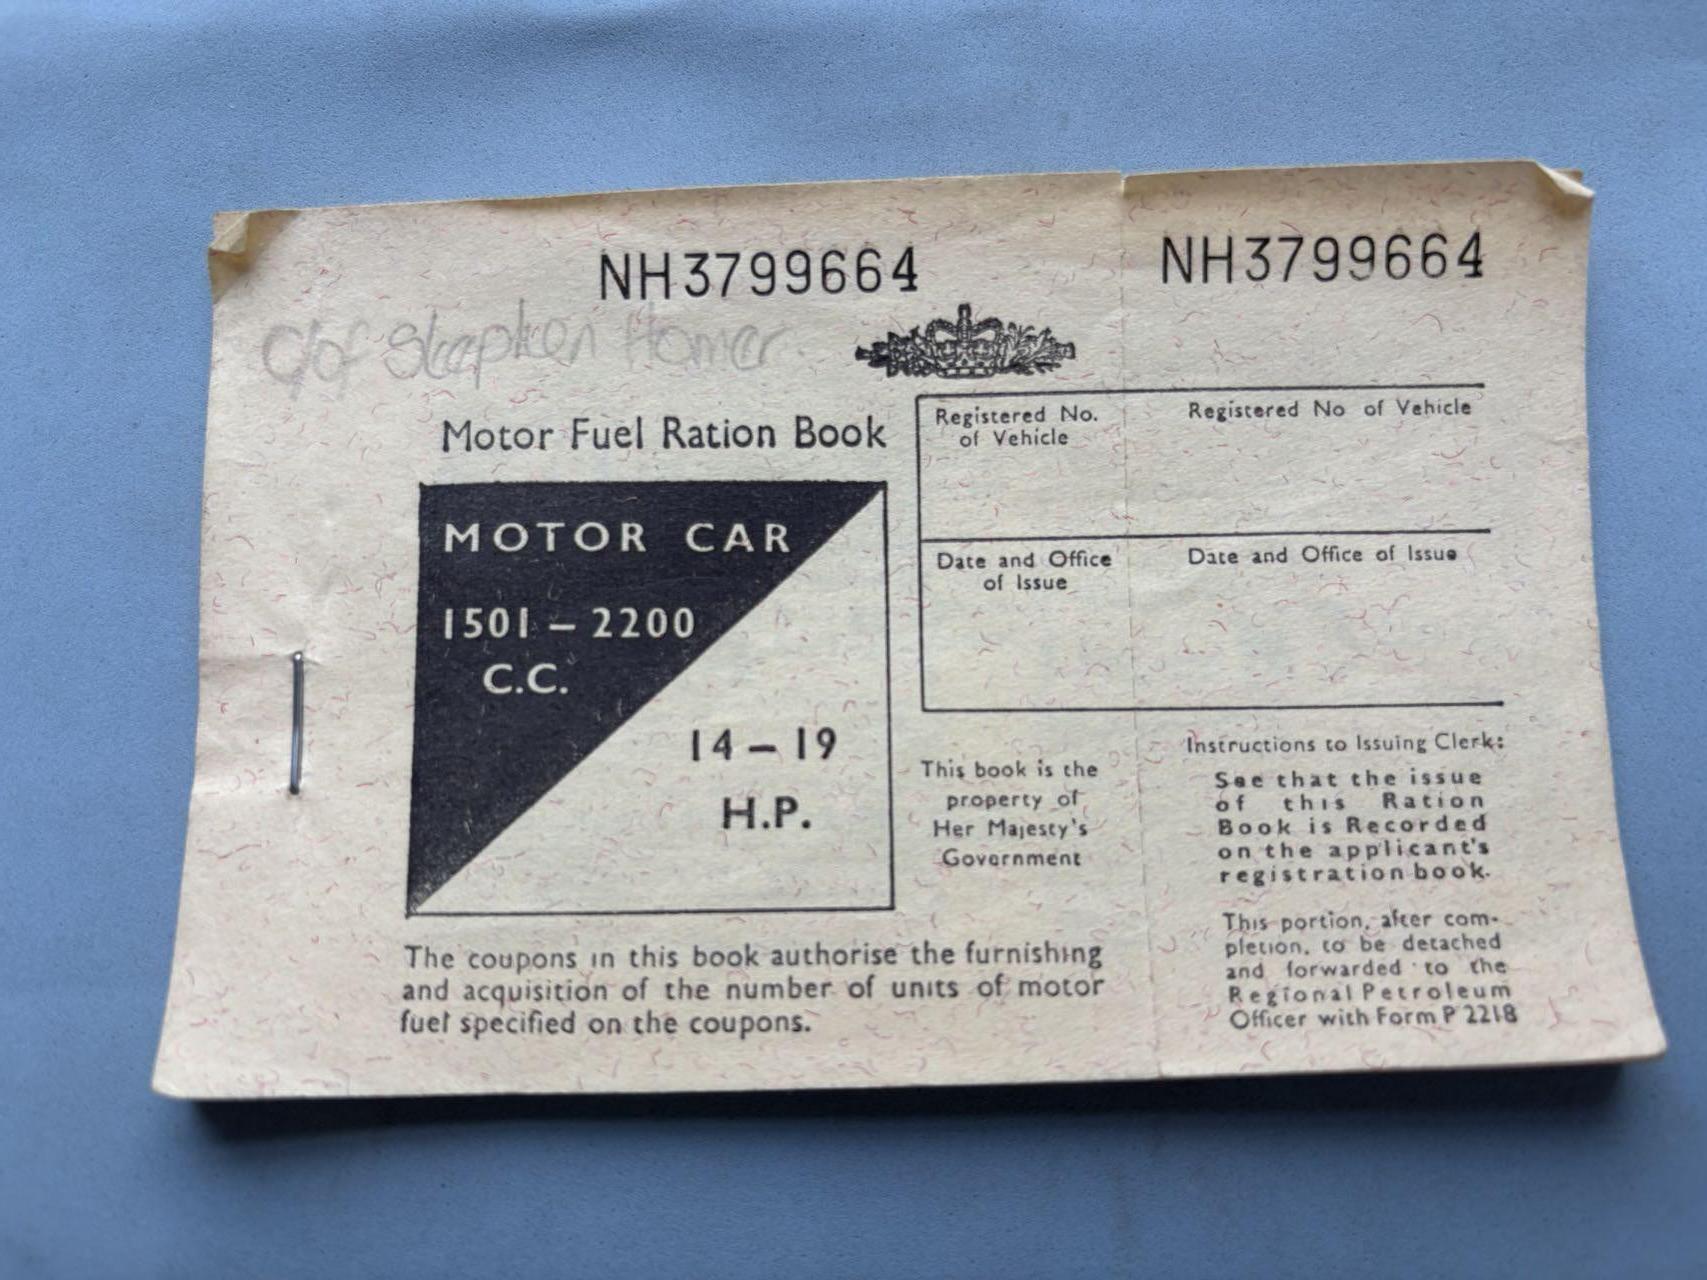 NH3799664
NH3799664
c/of Stephen Homer
Motor Fuel Ration Book
MOTOR CAR
1501 – 2200
C.C.
14 – 19
H.P.
Registered No.
of Vehicle
Registered No of Vehicle
Date and Office
of Issue
Date and Office of Issue
This book is the
property of
Her Majesty's
Government
Instructions to Issuing Clerk:
See that the issue
of this Ration
Book is Recorded
on the applicant's
registration book.
This portion, after com-
pletion, to be detached
and forwarded to the
Regional Petroleum
Officer with Form P 2218
The coupons in this book authorise the furnishing
and acquisition of the number of units of motor
fuel specified on the coupons.